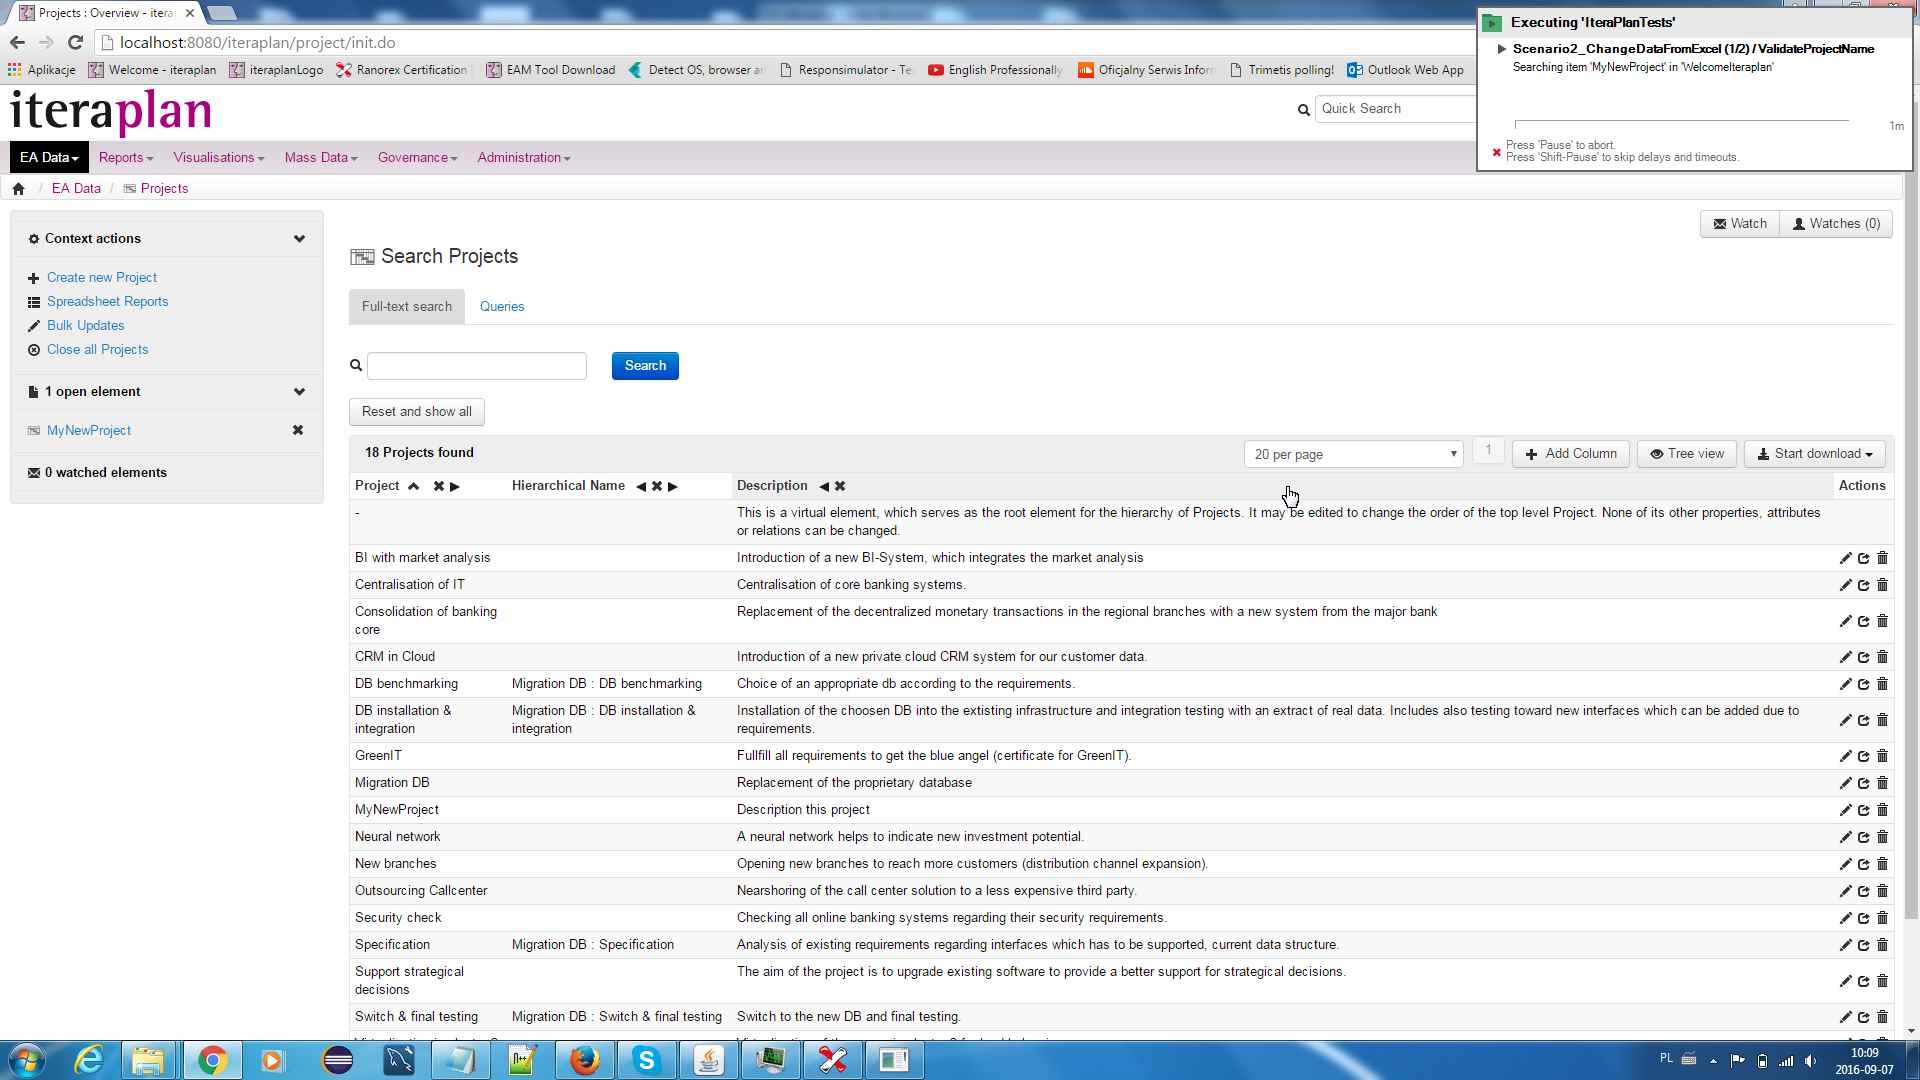 Projects : Overview - itera
localhost:8080/iteraplan/project/init.do
Aplikacje
Welcome - iteraplan
iteraplanLogo
Ranorex Certification
EAM Tool Download
Detect OS, browser an
Responsimulator - Te
English Professionally
Oficjalny Serwis Inform
Trimetis polling!
Outlook Web App
Executing 'IteraPlanTests'
Scenario2_ChangeDataFromExcel (1/2) / ValidateProjectName
Searching item 'MyNewProject' in 'WelcomeIteraplan'
1m
Press 'Pause' to abort.
Press 'Shift-Pause' to skip delays and timeouts.
iteraplan
Quick Search
EA Data
Reports
Visualisations
Mass Data
Governance
Administration
/ EA Data / Projects
Watch
Watches (0)
Context actions
Create new Project
Spreadsheet Reports
Bulk Updates
Close all Projects
1 open element
MyNewProject
0 watched elements
Search Projects
Full-text search
Queries
Search
Reset and show all
18 Projects found
20 per page
1
Add Column
Tree view
Start download
Project
Hierarchical Name
Description
Actions
-
This is a virtual element, which serves as the root element for the hierarchy of Projects. It may be edited to change the order of the top level Project. None of its other properties, attributes
or relations can be changed.
BI with market analysis
Introduction of a new BI-System, which integrates the market analysis
Centralisation of IT
Centralisation of core banking systems.
Consolidation of banking
core
Replacement of the decentralized monetary transactions in the regional branches with a new system from the major bank
CRM in Cloud
Introduction of a new private cloud CRM system for our customer data.
DB benchmarking
Migration DB : DB benchmarking
Choice of an appropriate db according to the requirements.
DB installation &
integration
Migration DB : DB installation &
integration
Installation of the choosen DB into the extisting infrastructure and integration testing with an extract of real data. Includes also testing toward new interfaces which can be added due to
requirements.
GreenIT
Fullfill all requirements to get the blue angel (certificate for GreenIT).
Migration DB
Replacement of the proprietary database
MyNewProject
Description this project
Neural network
A neural network helps to indicate new investment potential.
New branches
Opening new branches to reach more customers (distribution channel expansion).
Outsourcing Callcenter
Nearshoring of the call center solution to a less expensive third party.
Security check
Checking all online banking systems regarding their security requirements.
Specification
Migration DB : Specification
Analysis of existing requirements regarding interfaces which has to be supported, current data structure.
Support strategical
decisions
The aim of the project is to upgrade existing software to provide a better support for strategical decisions.
Switch & final testing
Migration DB : Switch & final testing
Switch to the new DB and final testing.
PL
10:09
2016-09-07